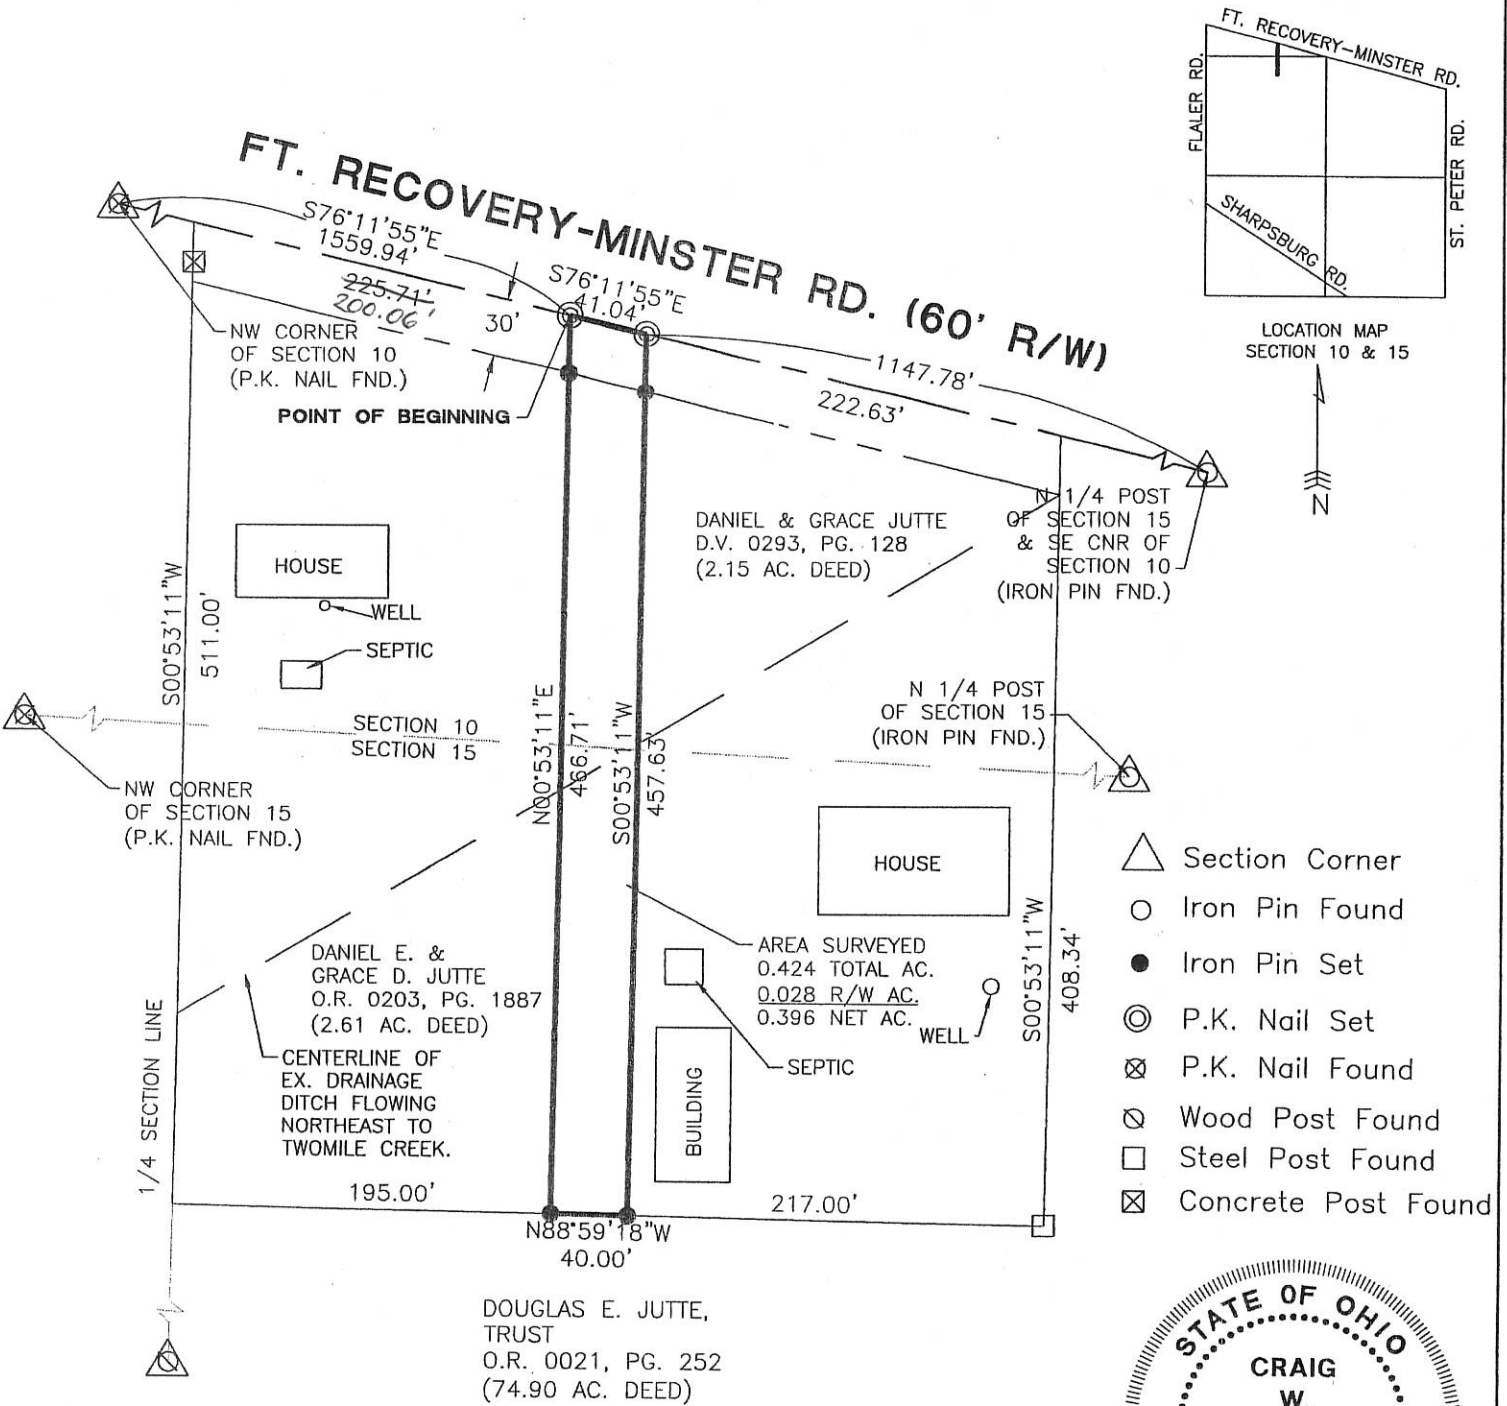 FT. RECOVERY-MINSTER RD.
FLALER RD.
ST. PETER RD.
SHARPSBURG RD.
LOCATION MAP
SECTION 10 & 15
N
FT. RECOVERY-MINSTER RD. (60' R/W)
S76°11'55"E
1559.94'
225.71'
200.06'
30'
S76°11'55"E
41.04'
1147.78'
222.63'
NW CORNER
OF SECTION 10
(P.K. NAIL FND.)
POINT OF BEGINNING
N 1/4 POST
OF SECTION 15
& SE CNR OF
SECTION 10
(IRON PIN FND.)
DANIEL & GRACE JUTTE
D.V. 0293, PG. 128
(2.15 AC. DEED)
HOUSE
WELL
SEPTIC
S00°53'11"W
511.00'
SECTION 10
SECTION 15
N00°53'11"E
466.71'
S00°53'11"W
457.63'
N 1/4 POST
OF SECTION 15
(IRON PIN FND.)
NW CORNER
OF SECTION 15
(P.K. NAIL FND.)
HOUSE
DANIEL E. &
GRACE D. JUTTE
O.R. 0203, PG. 1887
(2.61 AC. DEED)
AREA SURVEYED
0.424 TOTAL AC.
0.028 R/W AC.
0.396 NET AC.
WELL
SEPTIC
S00°53'11"W
408.34'
CENTERLINE OF
EX. DRAINAGE
DITCH FLOWING
NORTHEAST TO
TWOMILE CREEK.
BUILDING
1/4 SECTION LINE
195.00'
217.00'
N88°59'18"W
40.00'
DOUGLAS E. JUTTE,
TRUST
O.R. 0021, PG. 252
(74.90 AC. DEED)
Section Corner
Iron Pin Found
Iron Pin Set
P.K. Nail Set
P.K. Nail Found
Wood Post Found
Steel Post Found
Concrete Post Found
STATE OF OHIO
CRAIG
W